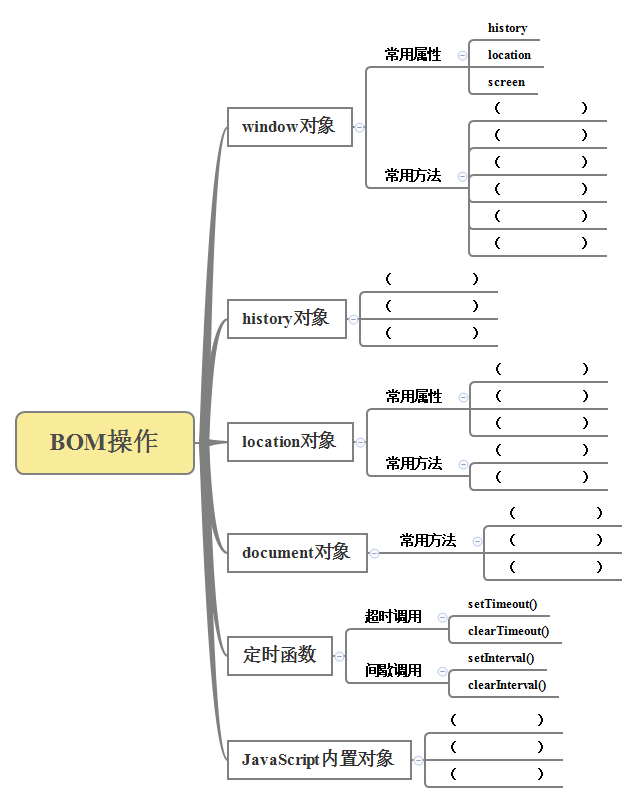 BOM操作
window对象
常用属性
history
location
screen
常用方法
(          )
(          )
(          )
(          )
(          )
(          )
history对象
(          )
(          )
(          )
location对象
常用属性
(          )
(          )
(          )
常用方法
(          )
(          )
document对象
常用方法
(          )
(          )
(          )
定时函数
超时调用
setTimeout()
clearTimeout()
间歇调用
setInterval()
clearInterval()
JavaScript内置对象
(          )
(          )
(          )